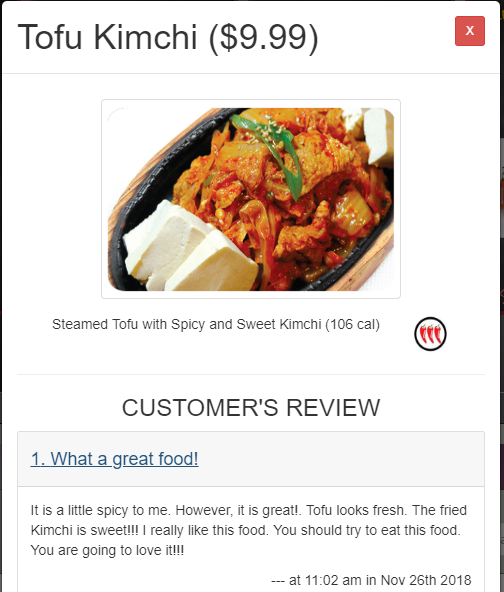 Tofu Kimchi ($9.99)
X
Steamed Tofu with Spicy and Sweet Kimchi (106 cal)
CUSTOMER'S REVIEW
1. What a great food!
It is a little spicy to me. However, it is great!. Tofu looks fresh. The fried
Kimchi is sweet!!! I really like this food. You should try to eat this food.
You are going to love it!!!
--- at 11:02 am in Nov 26th 2018